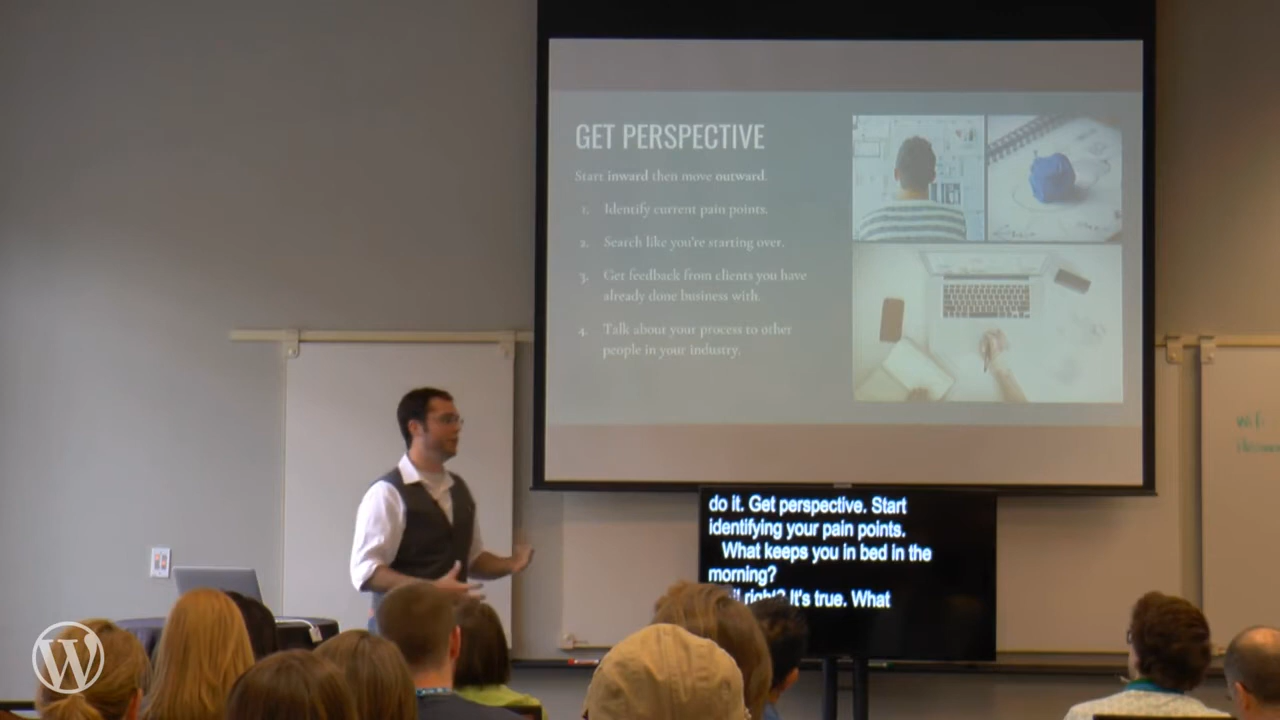 GET PERSPECTIVE
Start inward then move outward.
1. Identify current pain points.
2. Search like you're starting over.
3. Get feedback from clients you have
already done business with.
4. Talk about your process to other
people in your industry.
do it. Get perspective. Start
identifying your pain points.
What keeps you in bed in the
morning?
right? It's true. What
W